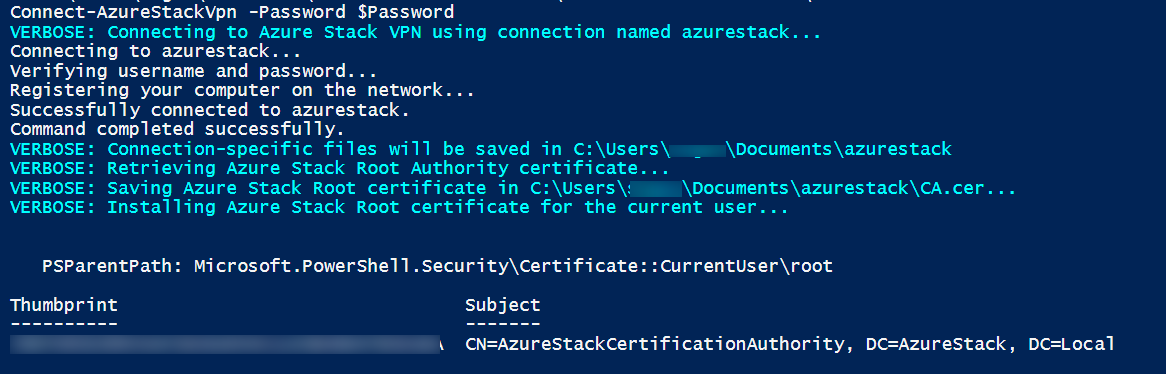 Connect-AzureStackVpn -Password $Password
VERBOSE: Connecting to Azure Stack VPN using connection named azurestack...
Connecting to azurestack...
Verifying username and password...
Registering your computer on the network...
Successfully connected to azurestack.
Command completed successfully.
VERBOSE: Connection-specific files will be saved in C:\Users\ \Documents\azurestack
VERBOSE: Retrieving Azure Stack Root Authority certificate...
VERBOSE: Saving Azure Stack Root certificate in C:\Users\ \Documents\azurestack\CA.cer...
VERBOSE: Installing Azure Stack Root certificate for the current user...
PSParentPath: Microsoft.PowerShell.Security\Certificate::CurrentUser\root
Thumbprint Subject
---------- -------
CN=AzureStackCertificationAuthority, DC=AzureStack, DC=Local